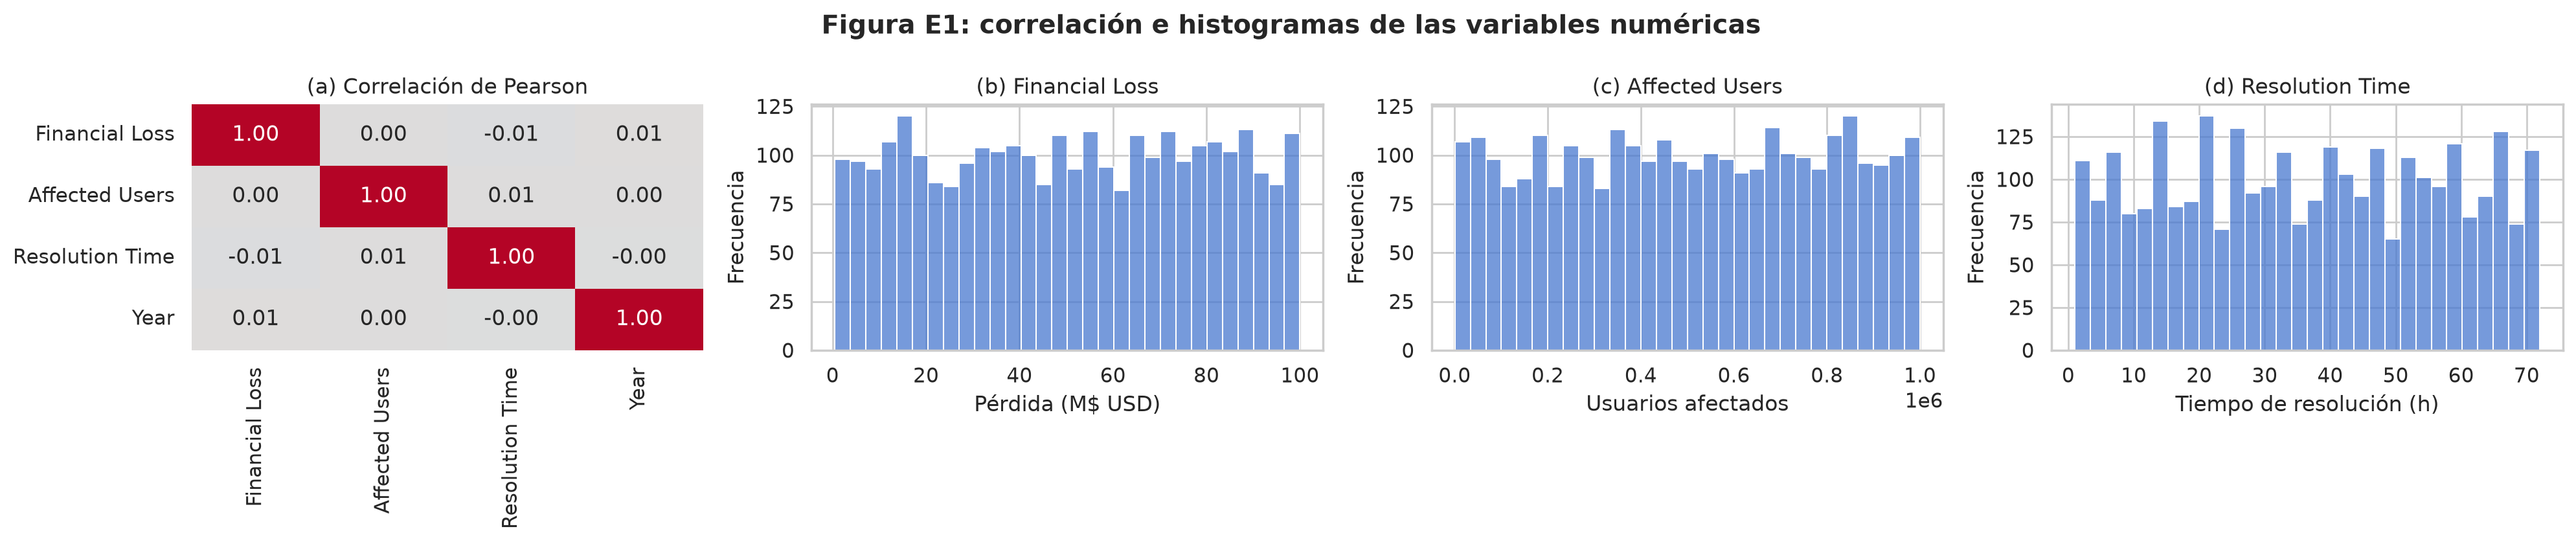 Figura E1: correlación e histogramas de las variables numéricas
(a) Correlación de Pearson
Financial Loss 1.00 0.00 -0.01 0.01
Affected Users 0.00 1.00 0.01 0.00
Resolution Time -0.01 0.01 1.00 -0.00
Year 0.01 0.00 -0.00 1.00
Financial Loss
Affected Users
Resolution Time
Year
(b) Financial Loss
Frecuencia
125
100
75
50
25
0
0 20 40 60 80 100
Pérdida (M$ USD)
(c) Affected Users
Frecuencia
125
100
75
50
25
0
0.0 0.2 0.4 0.6 0.8 1.0
1e6
Usuarios afectados
(d) Resolution Time
Frecuencia
125
100
75
50
25
0
0 10 20 30 40 50 60 70
Tiempo de resolución (h)